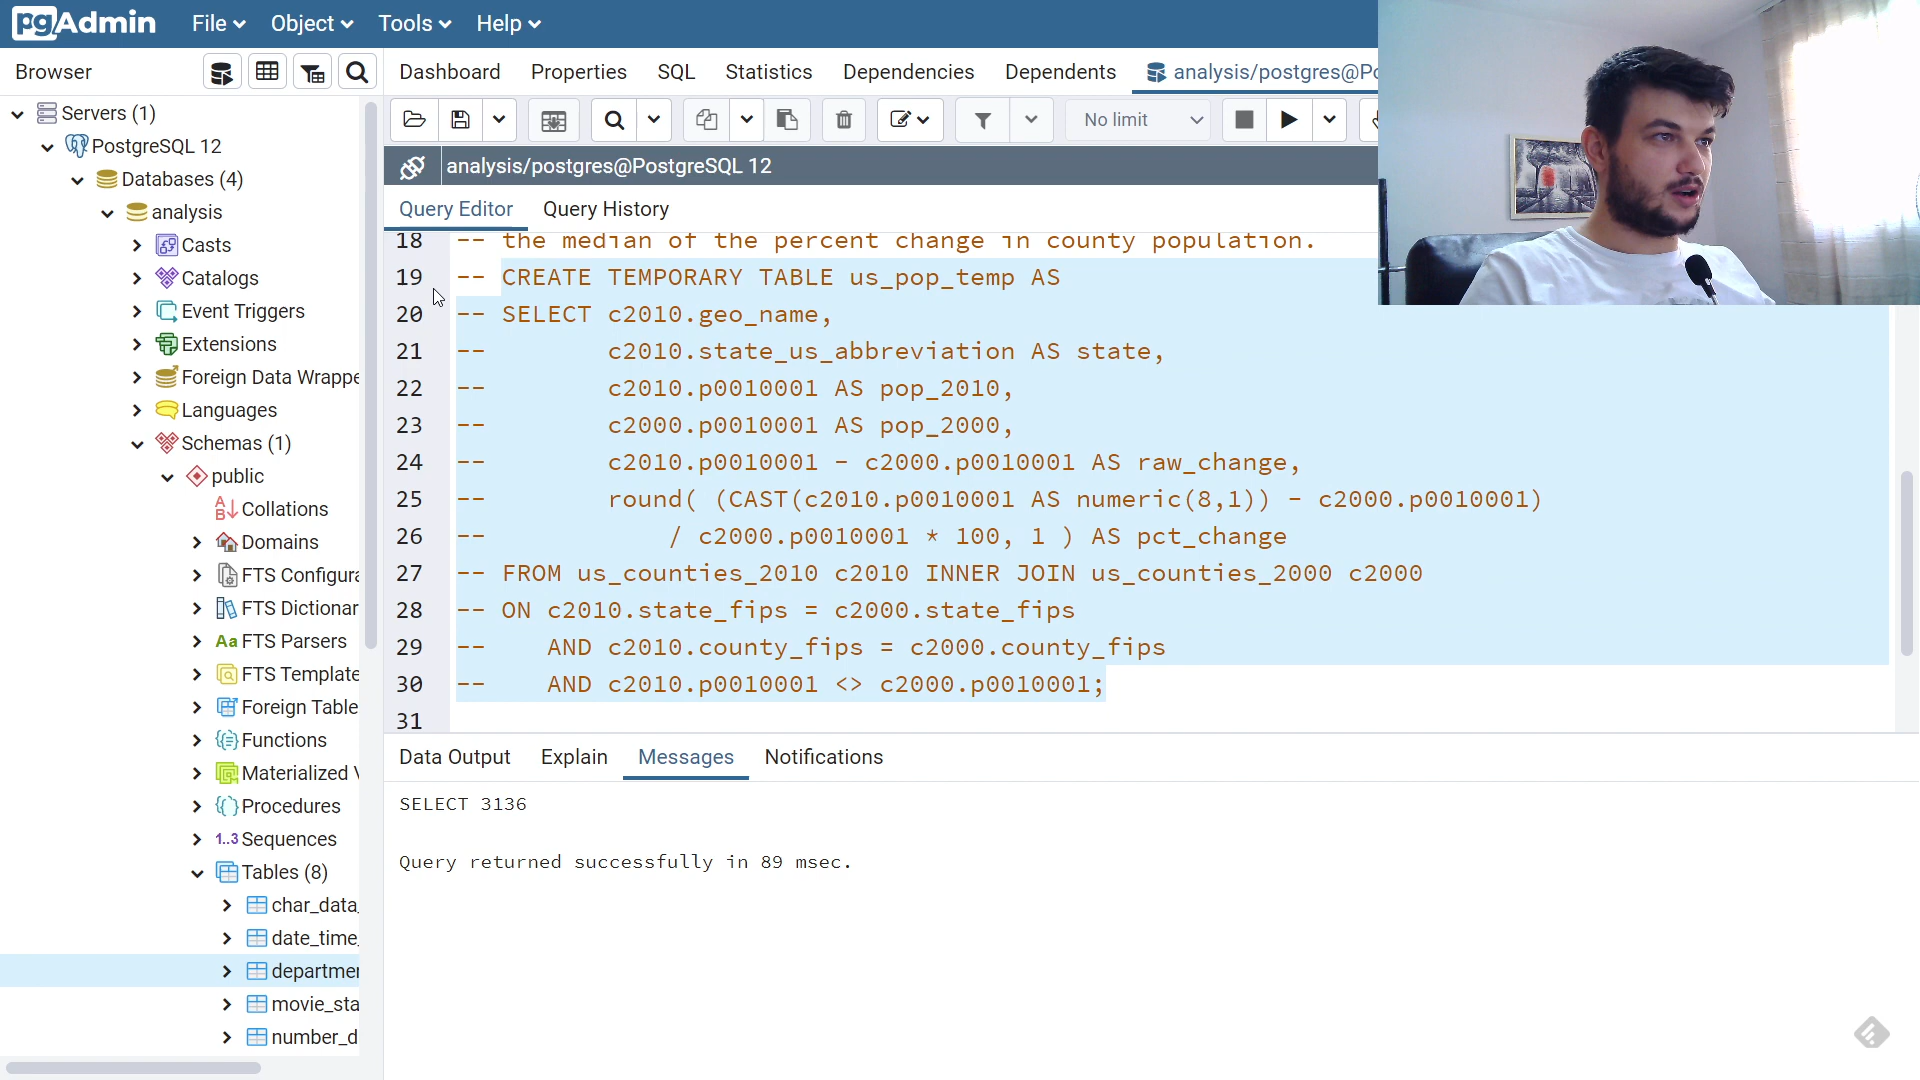 pgAdmin
File
Object
Tools
Help
Browser
Dashboard
Properties
SQL
Statistics
Dependencies
Dependents
analysis/postgres@Po
No limit
analysis/postgres@PostgreSQL 12
Query Editor
Query History
Servers (1)
PostgreSQL 12
Databases (4)
analysis
Casts
Catalogs
Event Triggers
Extensions
Foreign Data Wrappe
Languages
Schemas (1)
public
Collations
Domains
FTS Configura
FTS Dictionar
FTS Parsers
FTS Template
Foreign Table
Functions
Materialized V
Procedures
1..3 Sequences
Tables (8)
char_data_
date_time_
departmen
movie_sta
number_d
18 -- the median of the percent change in county population.
19 -- CREATE TEMPORARY TABLE us_pop_temp AS
20 -- SELECT c2010.geo_name,
21 -- c2010.state_us_abbreviation AS state,
22 -- c2010.p0010001 AS pop_2010,
23 -- c2000.p0010001 AS pop_2000,
24 -- c2010.p0010001 - c2000.p0010001 AS raw_change,
25 -- round( (CAST(c2010.p0010001 AS numeric(8,1)) - c2000.p0010001)
26 -- / c2000.p0010001 * 100, 1 ) AS pct_change
27 -- FROM us_counties_2010 c2010 INNER JOIN us_counties_2000 c2000
28 -- ON c2010.state_fips = c2000.state_fips
29 -- AND c2010.county_fips = c2000.county_fips
30 -- AND c2010.p0010001 <> c2000.p0010001;
31
Data Output
Explain
Messages
Notifications
SELECT 3136
Query returned successfully in 89 msec.